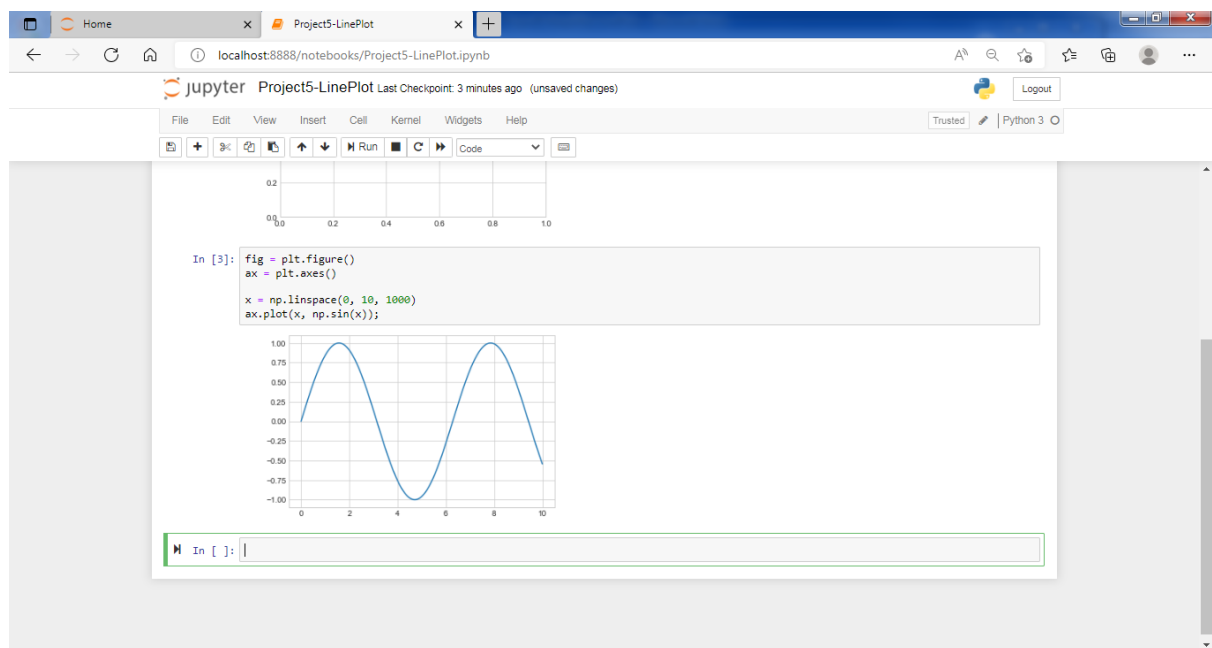 Home
Project5-LinePlot
localhost:8888/notebooks/Project5-LinePlot.ipynb
jupyter Project5-LinePlot Last Checkpoint: 3 minutes ago (unsaved changes)
Logout
File Edit View Insert Cell Kernel Widgets Help
Trusted Python 3
Run Code
0.2
0.0
0.0 0.2 0.4 0.6 0.8 1.0
In [3]: fig = plt.figure()
ax = plt.axes()
x = np.linspace(0, 10, 1000)
ax.plot(x, np.sin(x));
1.00
0.75
0.50
0.25
0.00
−0.25
−0.50
−0.75
−1.00
0 2 4 6 8 10
In [ ]: